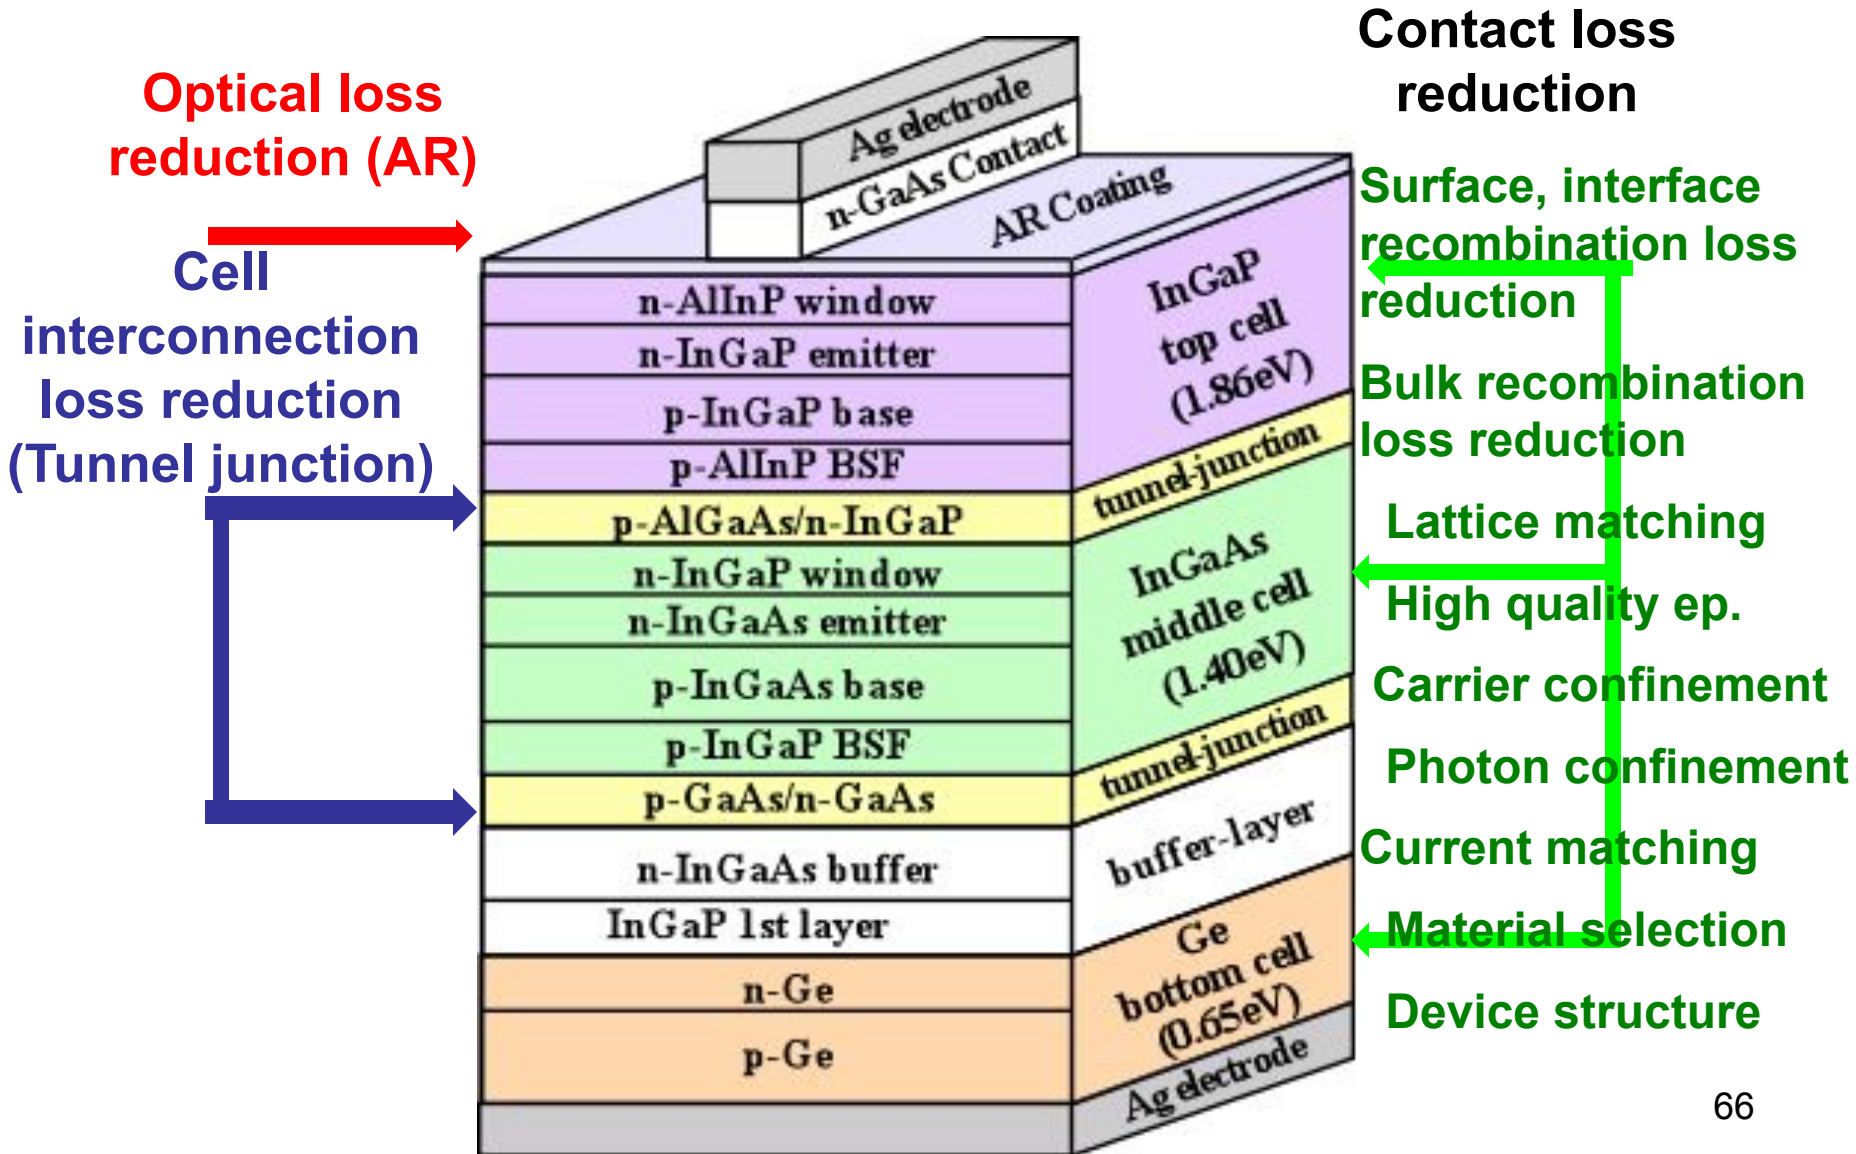 Contact loss
reduction
Optical loss
reduction (AR)
Cell
interconnection
loss reduction
(Tunnel junction)
Ag electrode
n-GaAs Contact
AR Coating
n-AlInP window
n-InGaP emitter
p-InGaP base
p-AlInP BSF
p-AlGaAs/n-InGaP
n-InGaP window
n-InGaAs emitter
p-InGaAs base
p-InGaP BSF
p-GaAs/n-GaAs
n-InGaAs buffer
InGaP 1st layer
n-Ge
p-Ge
InGaP
top cell
(1.86eV)
tunnel-junction
InGaAs
middle cell
(1.40eV)
tunnel-junction
buffer-layer
Ge
bottom cell
(0.65eV)
Ag electrode
Surface, interface
recombination loss
reduction
Bulk recombination
loss reduction
Lattice matching
High quality ep.
Carrier confinement
Photon confinement
Current matching
Material selection
Device structure
66